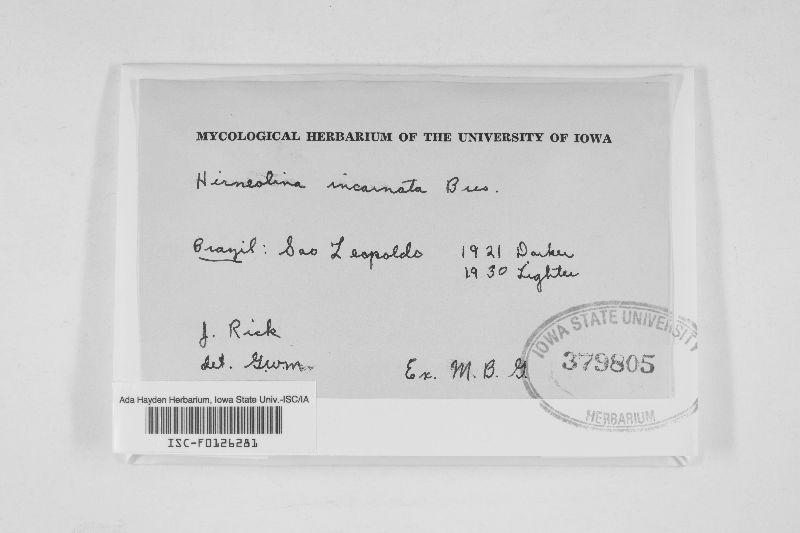 MYCOLOGICAL HERBARIUM OF THE UNIVERSITY OF IOWA
Hirneolina incarnata Bres.
Brazil: Sao Leopoldo 1921 Darker
1930 Lighter
J. Rick
det. GWM.
Ex. M. B. G
IOWA STATE UNIVERSITY
379805
HERBARIUM
Ada Hayden Herbarium, Iowa State Univ.-ISC/IA
ISC-F0126281